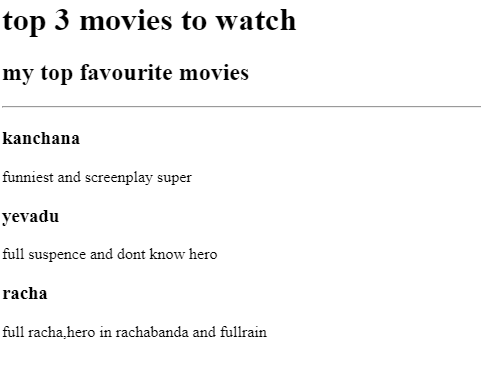 top 3 movies to watch
my top favourite movies
kanchana
funniest and screenplay super
yevadu
full suspence and dont know hero
racha
full racha,hero in rachabanda and fullrain